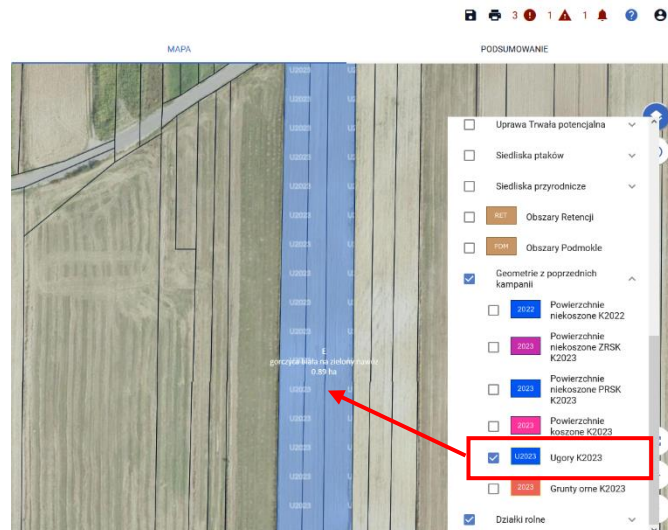 3 1 1
MAPA
PODSUMOWANIE
U2023
U2023
U2023
U2023
U2023
U2023
U2023
U2023
U2023
E
gorczyca biała na zielony nawóz
0.89 ha
U2023
U2023
U2023
U2023
U2023
Uprawa Trwała potencjalna
Siedliska ptaków
Siedliska przyrodnicze
RET Obszary Retencji
PDM Obszary Podmokłe
Geometrie z poprzednich
kampanii
2022 Powierzchnie
niekoszone K2022
2023 Powierzchnie
niekoszone ZRSK
K2023
2023 Powierzchnie
niekoszone PRSK
K2023
2023 Powierzchnie
koszone K2023
U2023 Ugory K2023
2023 Grunty orne K2023
Działki rolne